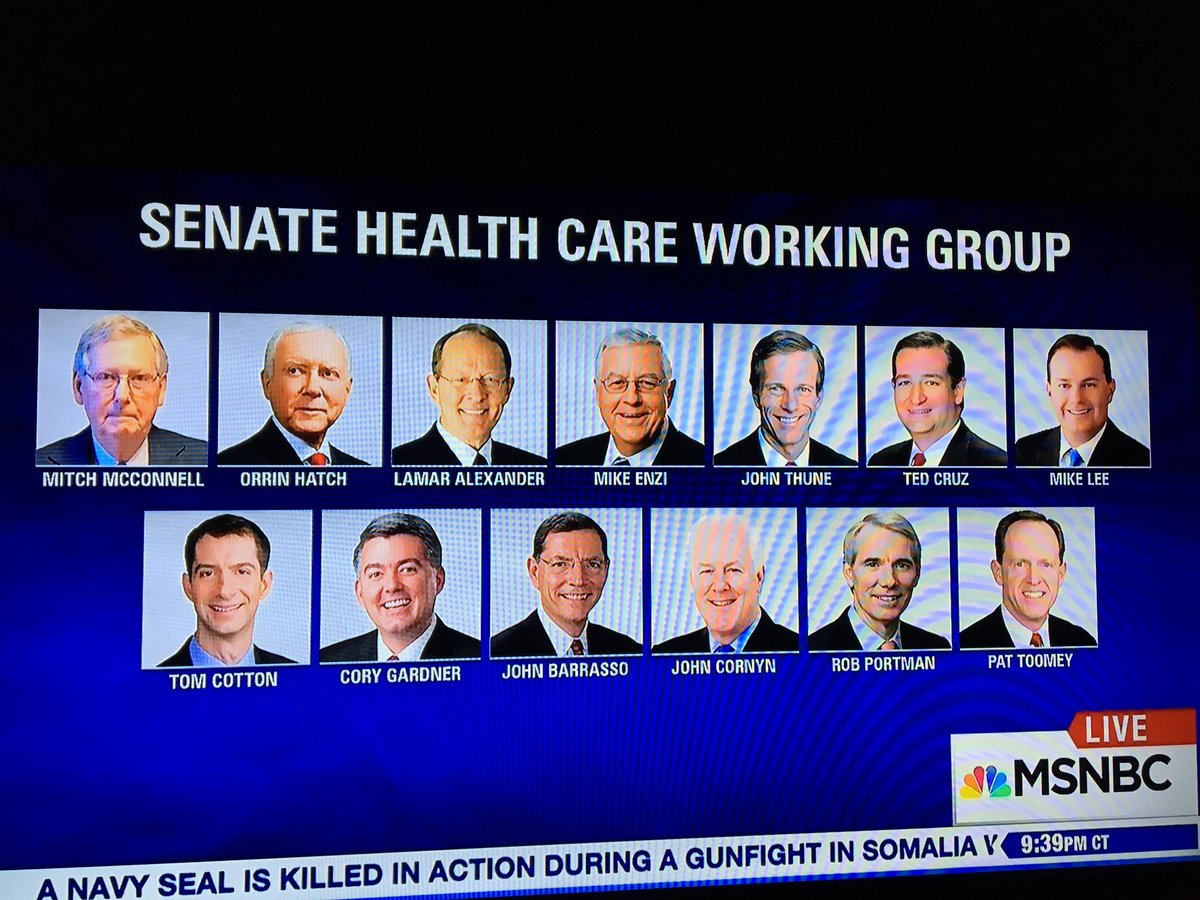 SENATE HEALTH CARE WORKING GROUP
MITCH MCCONNELL ORRIN HATCH LAMAR ALEXANDER MIKE ENZI JOHN THUNE TED CRUZ MIKE LEE
TOM COTTON CORY GARDNER JOHN BARRASSO JOHN CORNYN ROB PORTMAN PAT TOOMEY
LIVE
MSNBC
A NAVY SEAL IS KILLED IN ACTION DURING A GUNFIGHT IN SOMALIA 9:39PM CT